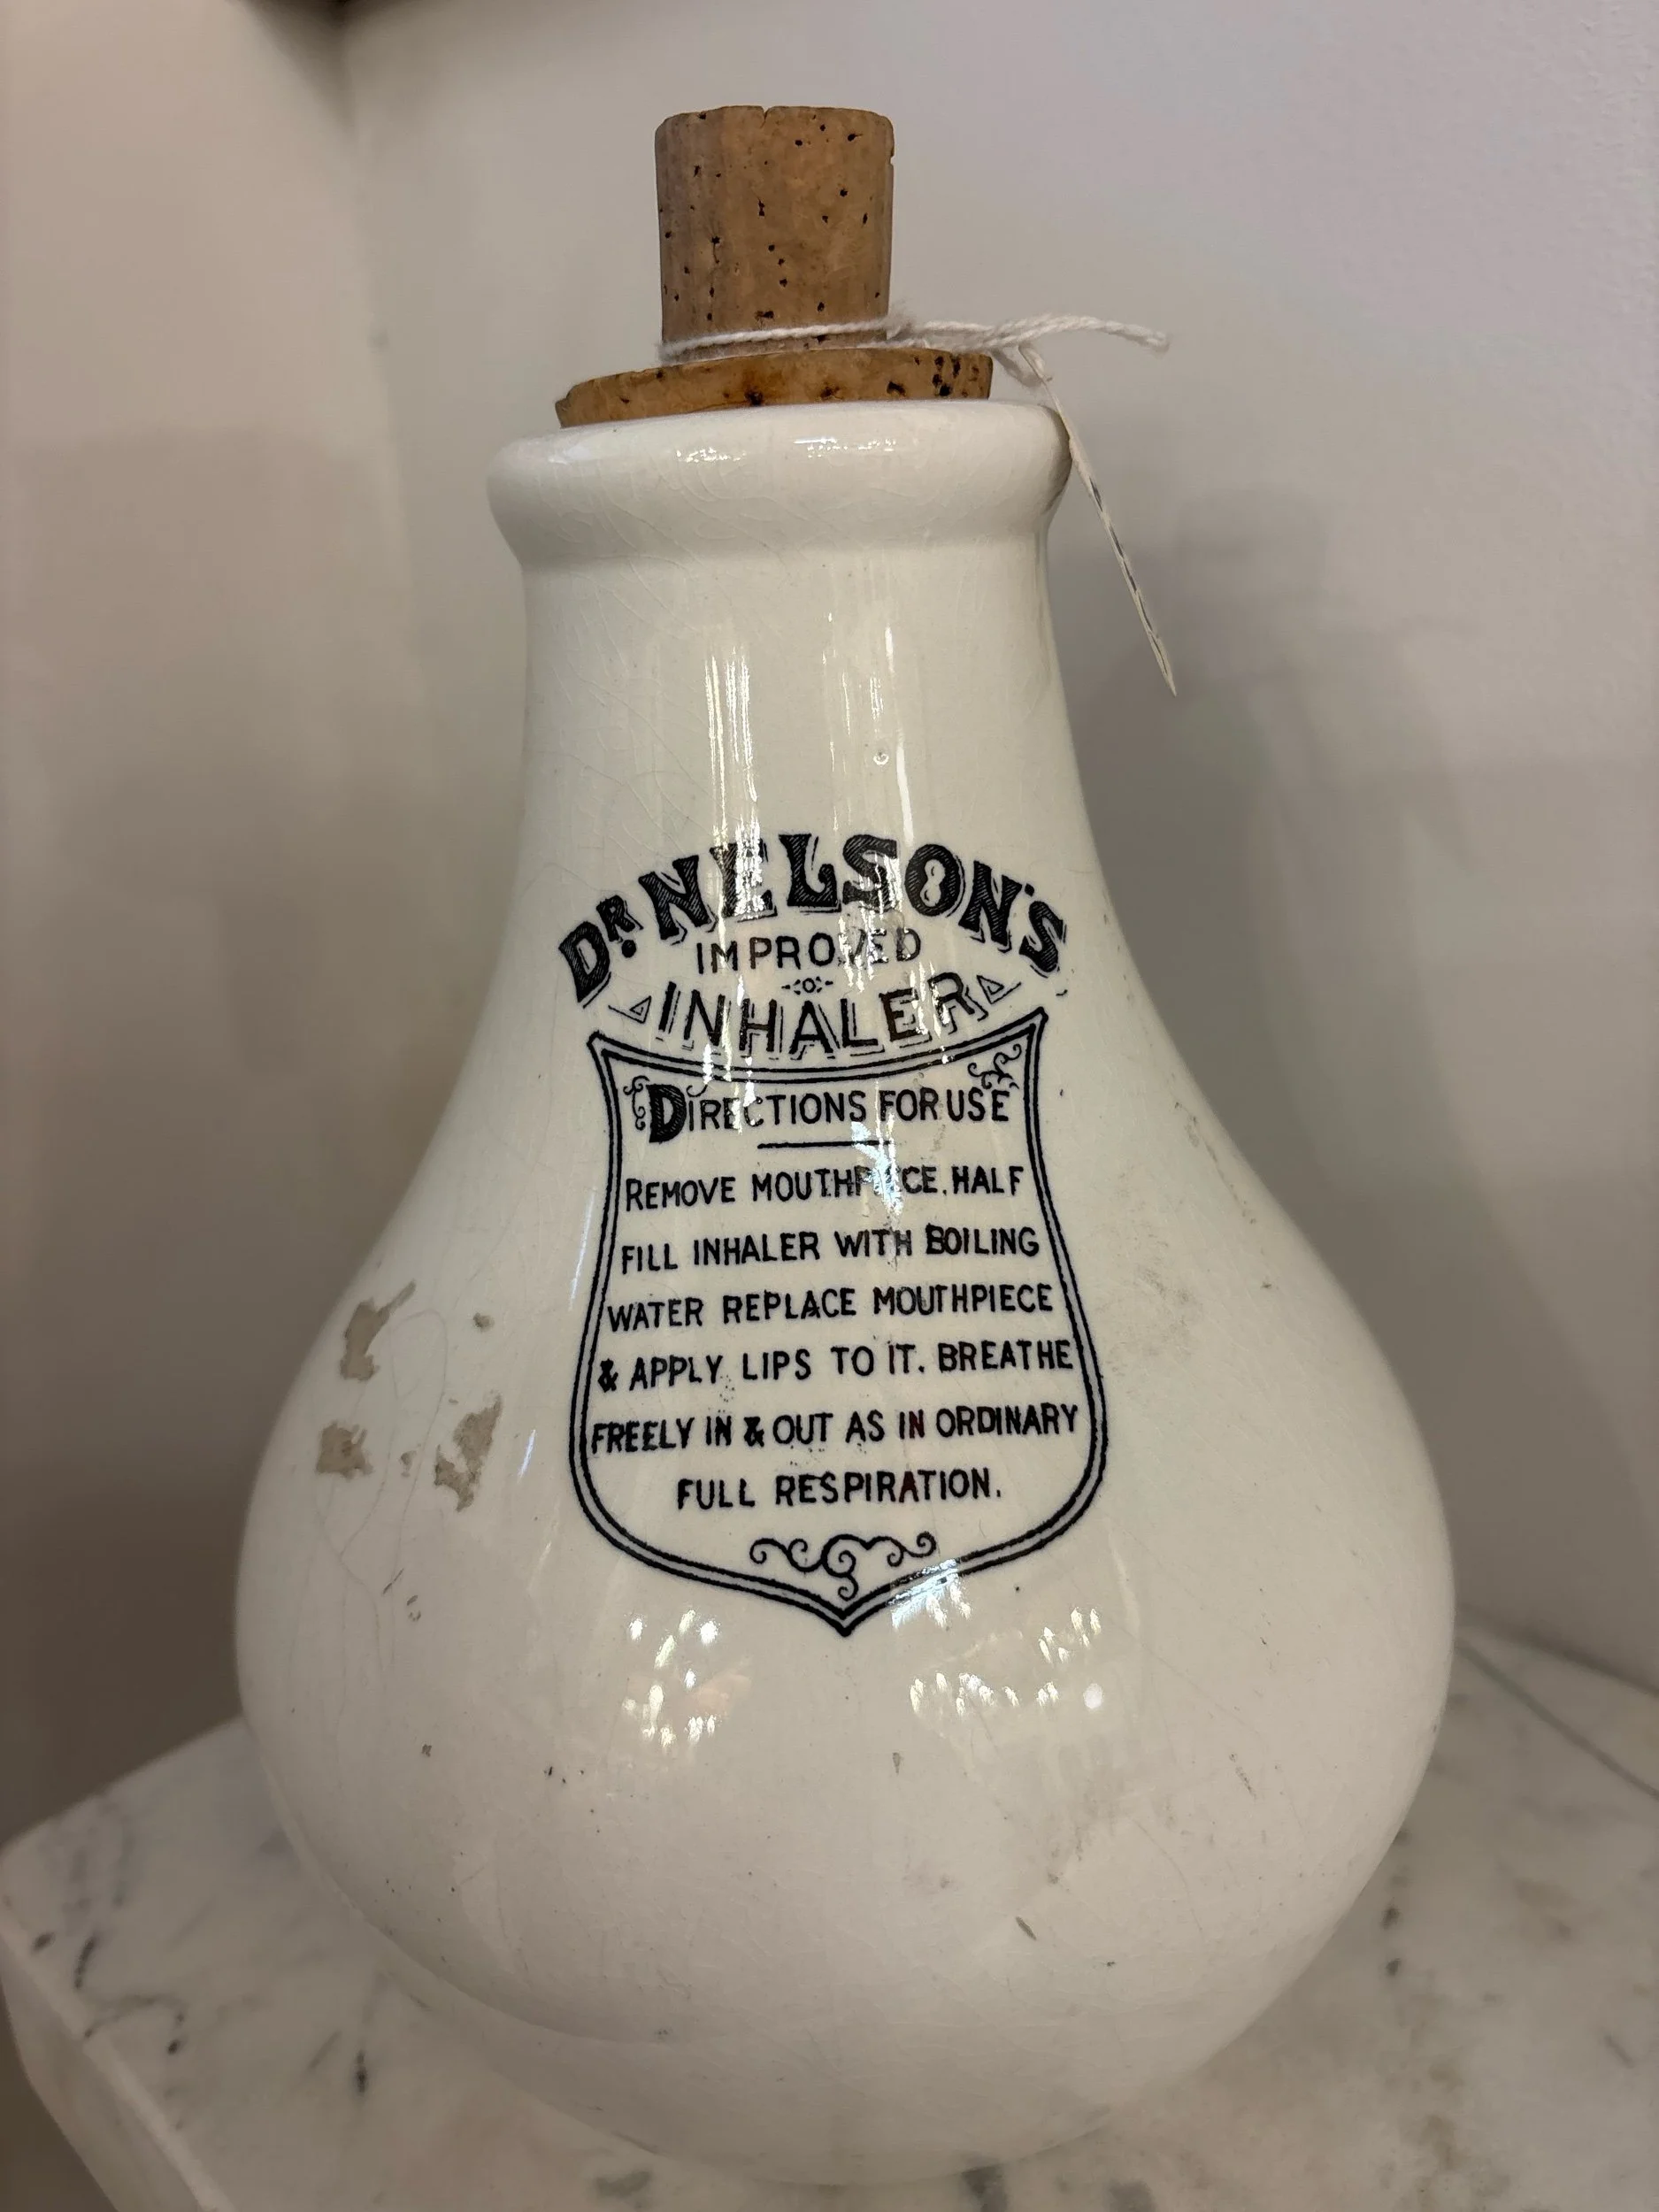 DR. NELSON'S
IMPROVED
INHALER
DIRECTIONS FOR USE
REMOVE MOUTHPIECE. HALF
FILL INHALER WITH BOILING
WATER REPLACE MOUTHPIECE
& APPLY LIPS TO IT. BREATHE
FREELY IN & OUT AS IN ORDINARY
FULL RESPIRATION.